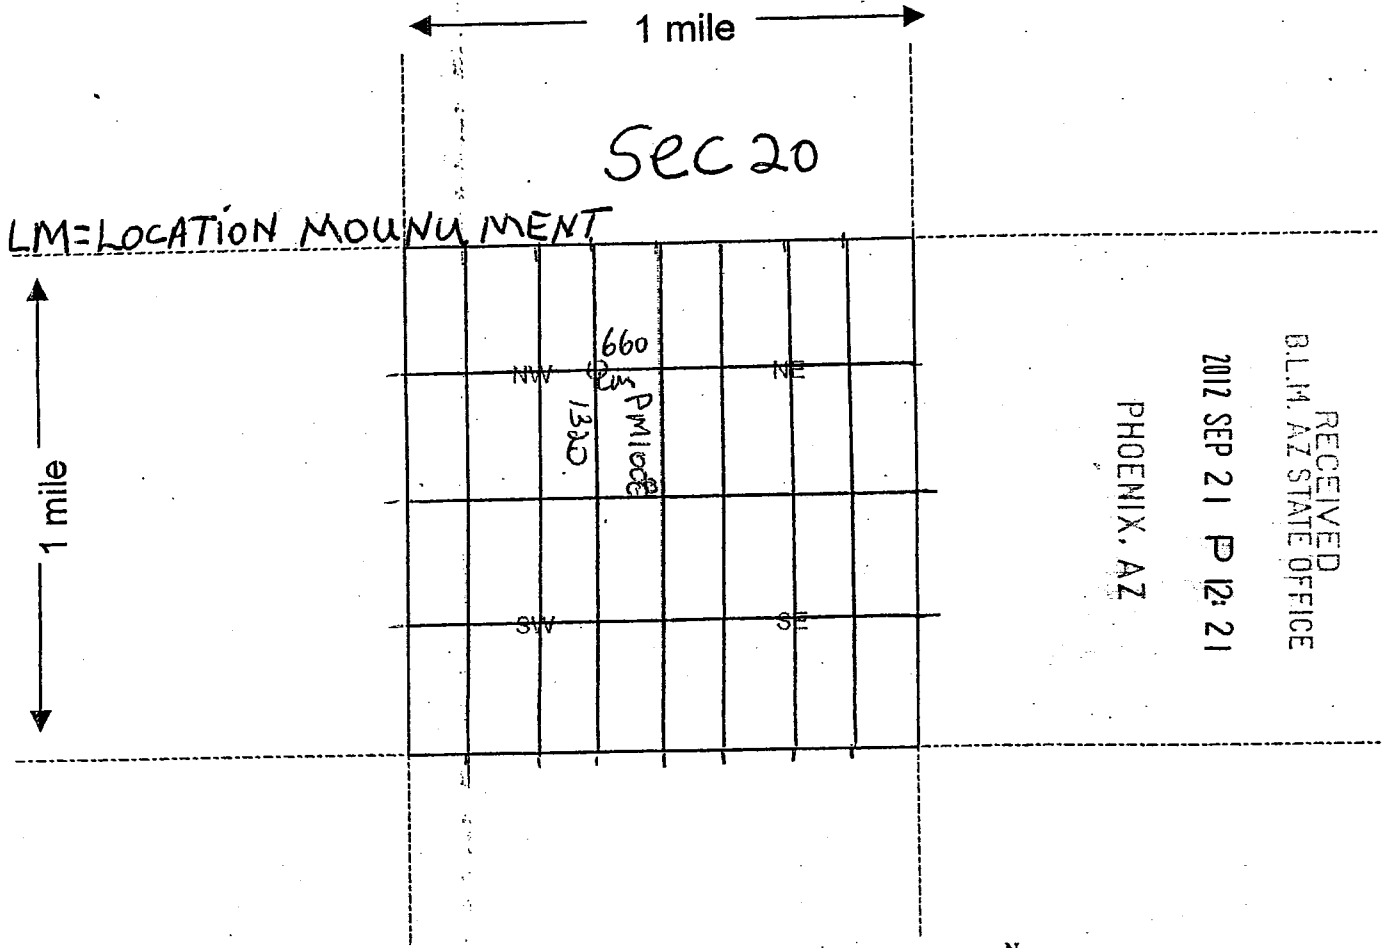 1 mile
Sec 20
LM=LOCATION MOUNUMENT
1 mile
660
NW
NE
LM
1320
SW
SE
RECEIVED
B.L.M. AZ STATE OFFICE
2012 SEP 21 P 12:21
PHOENIX, AZ
N